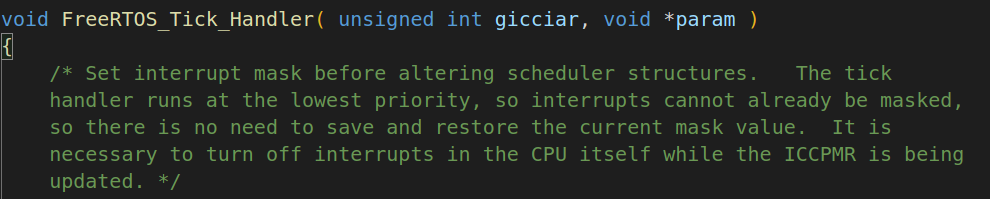 void FreeRTOS_Tick_Handler( unsigned int gicciar, void *param )
{
/* Set interrupt mask before altering scheduler structures.   The tick
handler runs at the lowest priority, so interrupts cannot already be masked,
so there is no need to save and restore the current mask value.  It is
necessary to turn off interrupts in the CPU itself while the ICCPMR is being
updated. */